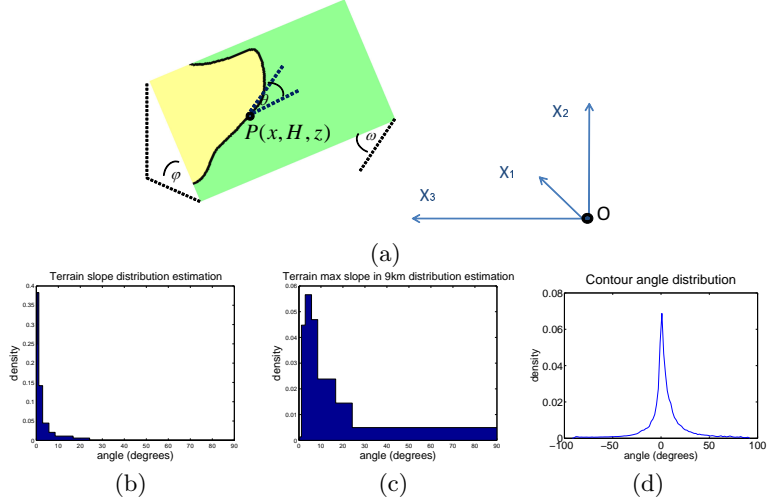 θ
P(x, H, z)
ω
φ
X2
X1
X3
O
(a)
Terrain slope distribution estimation
0.4
0.35
0.3
0.25
0.2
0.15
0.1
0.05
0
density
0 10 20 30 40 50 60 70 80 90
angle (degrees)
(b)
Terrain max slope in 9km distribution estimation
0.06
0.05
0.04
0.03
0.02
0.01
0
density
0 10 20 30 40 50 60 70 80 90
angle (degrees)
(c)
Contour angle distribution
0.08
0.06
0.04
0.02
0
density
−100 −50 0 50 100
angle (degrees)
(d)